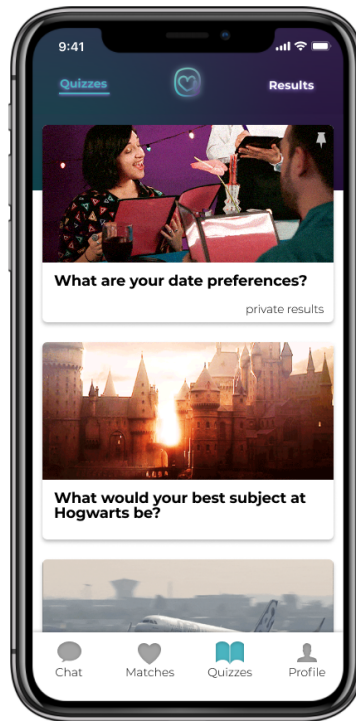 9:41
Quizzes
Results
What are your date preferences?
private results
What would your best subject at
Hogwarts be?
Chat
Matches
Quizzes
Profile